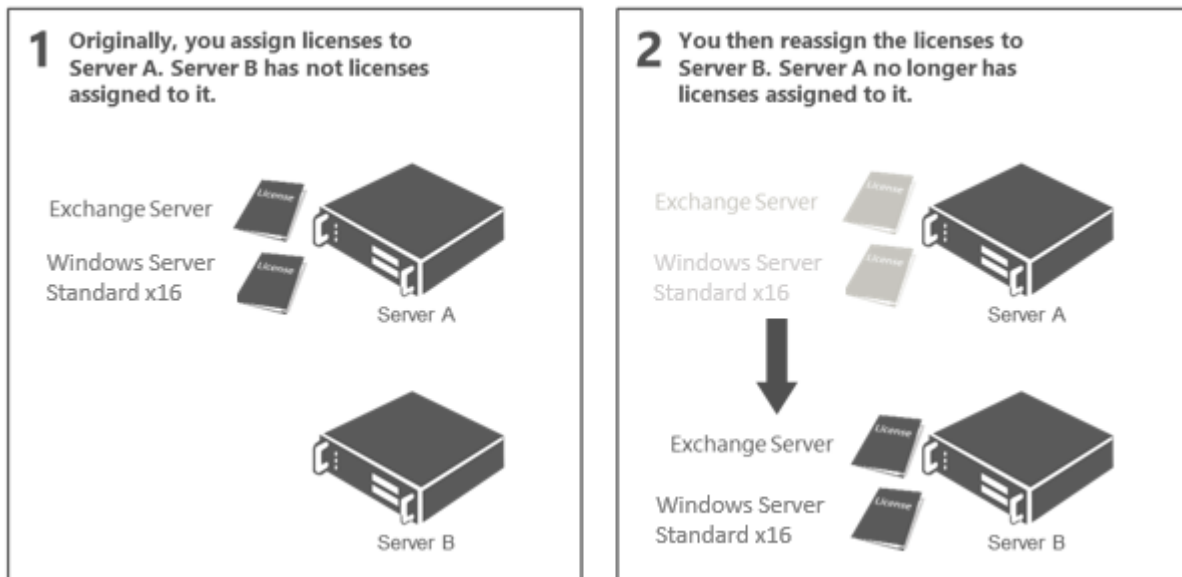 1 Originally, you assign licenses to
Server A. Server B has not licenses
assigned to it.
Exchange Server
License
Windows Server
Standard x16
License
Server A
Server B
2 You then reassign the licenses to
Server B. Server A no longer has
licenses assigned to it.
Exchange Server
License
Windows Server
Standard x16
License
Server A
Exchange Server
License
Windows Server
Standard x16
License
Server B